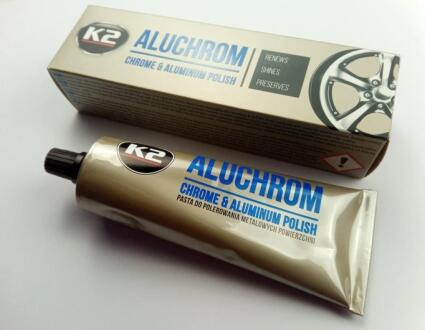 K2
ALUCHROM
CHROME & ALUMINUM POLISH
RENEWS
SHINES
PRESERVES
K2
ALUCHROM
CHROME & ALUMINUM POLISH
PASTA DO POLEROWANIA METALOWYCH POWIERZCHNI